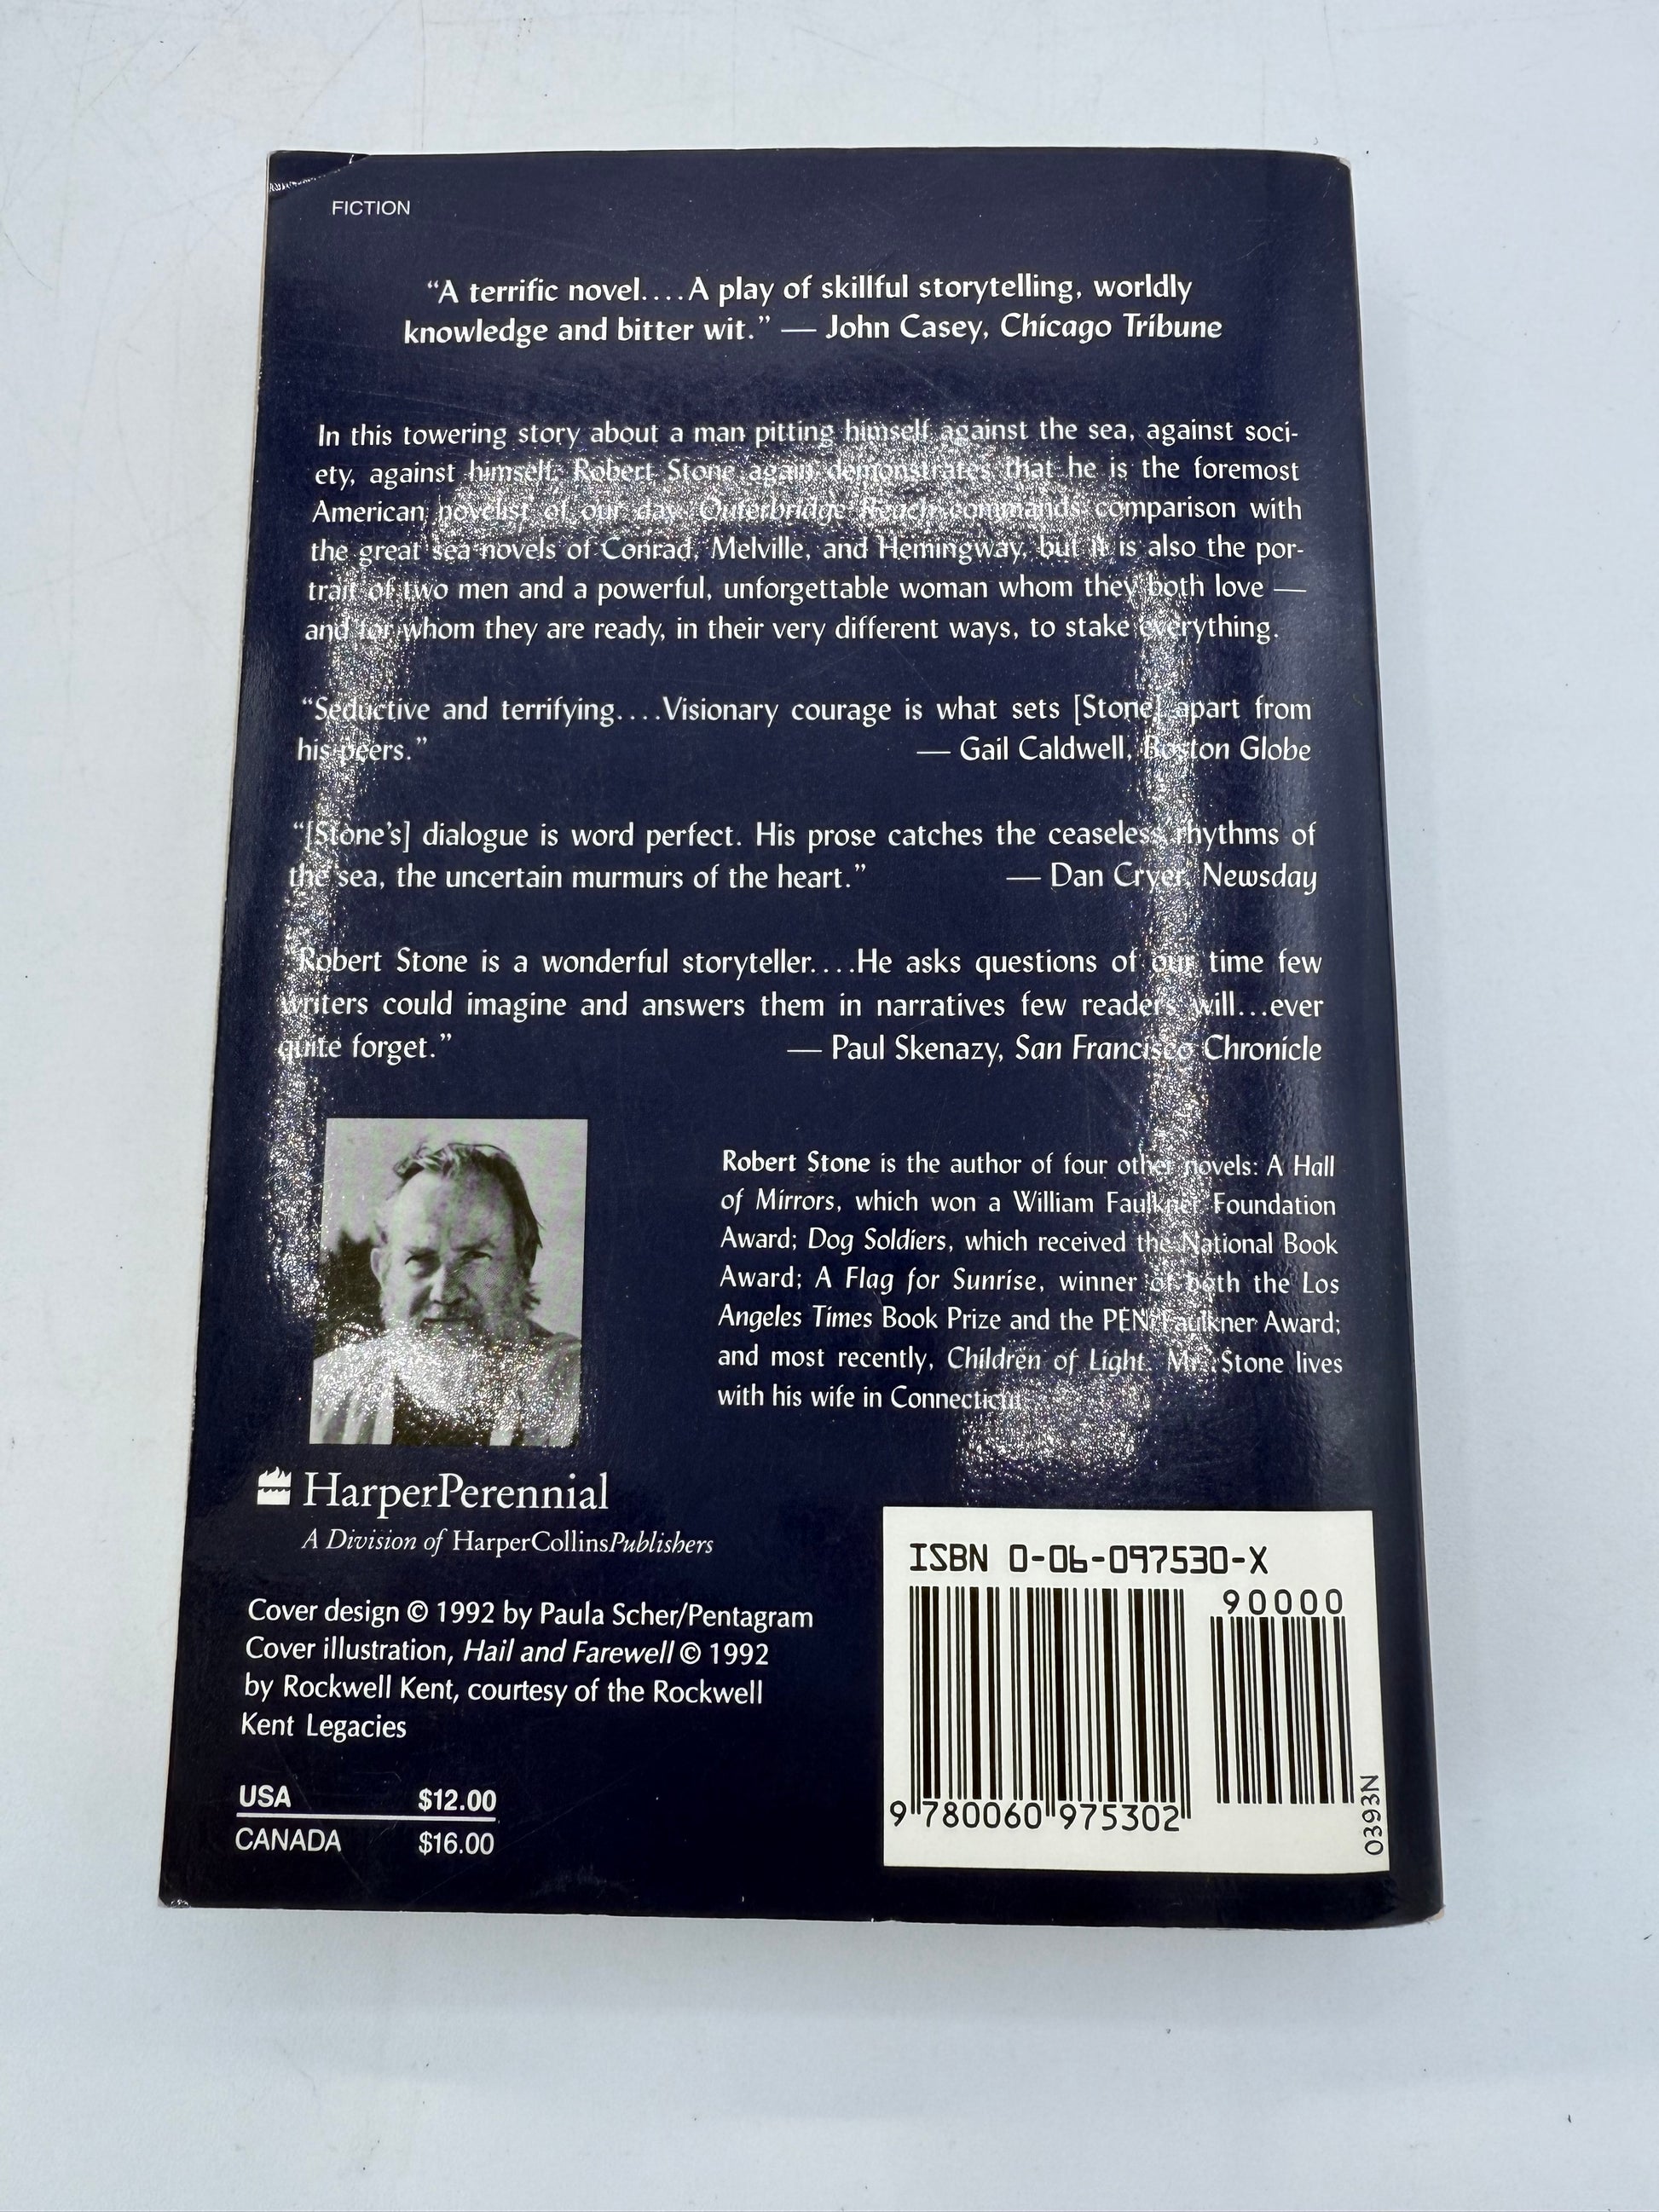 FICTION
“A terrific novel....A play of skillful storytelling, worldly
knowledge and bitter wit.” — John Casey, Chicago Tribune
In this towering story about a man pitting himself against the sea, against soci-
ety, against himself, Robert Stone again demonstrates that he is the foremost
American novelist of our day. Outerbridge Reach commands comparison with
the great sea novels of Conrad, Melville, and Hemingway, but it is also the por-
trait of two men and a powerful, unforgettable woman whom they both love —
and for whom they are ready, in their very different ways, to stake everything.
“Seductive and terrifying....Visionary courage is what sets [Stone] apart from
his peers.” — Gail Caldwell, Boston Globe
“[Stone’s] dialogue is word perfect. His prose catches the ceaseless rhythms of
the sea, the uncertain murmurs of the heart.” — Dan Cryer, Newsday
Robert Stone is a wonderful storyteller....He asks questions of our time few
writers could imagine and answers them in narratives few readers will...ever
quite forget.” — Paul Skenazy, San Francisco Chronicle
Robert Stone is the author of four other novels: A Hall
of Mirrors, which won a William Faulkner Foundation
Award; Dog Soldiers, which received the National Book
Award; A Flag for Sunrise, winner of both the Los
Angeles Times Book Prize and the PEN/Faulkner Award;
and most recently, Children of Light. Mr. Stone lives
with his wife in Connecticut.
HarperPerennial
A Division of HarperCollinsPublishers
Cover design © 1992 by Paula Scher/Pentagram
Cover illustration, Hail and Farewell © 1992
by Rockwell Kent, courtesy of the Rockwell
Kent Legacies
USA $12.00
CANADA $16.00
ISBN 0-06-097530-X
90000
9 780060 975302
0393N